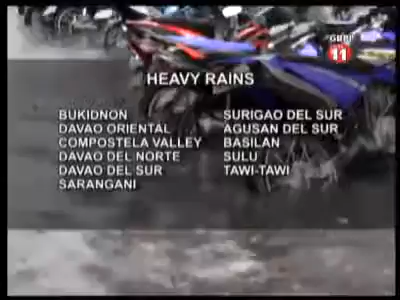 11
HEAVY RAINS
BUKIDNON
DAVAO ORIENTAL
COMPOSTELA VALLEY
DAVAO DEL NORTE
DAVAO DEL SUR
SARANGANI
SURIGAO DEL SUR
AGUSAN DEL SUR
BASILAN
SULU
TAWI-TAWI